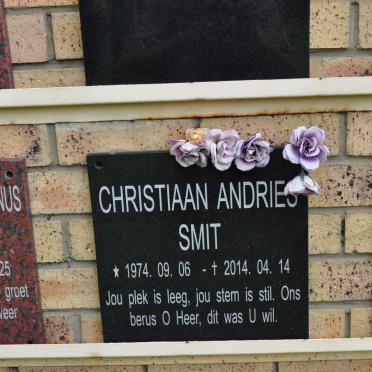 NUS
25
groet
weer
CHRISTIAAN ANDRIES
SMIT
★ 1974. 09. 06 - † 2014. 04. 14
Jou plek is leeg, jou stem is stil. Ons
berus O Heer, dit was U wil.